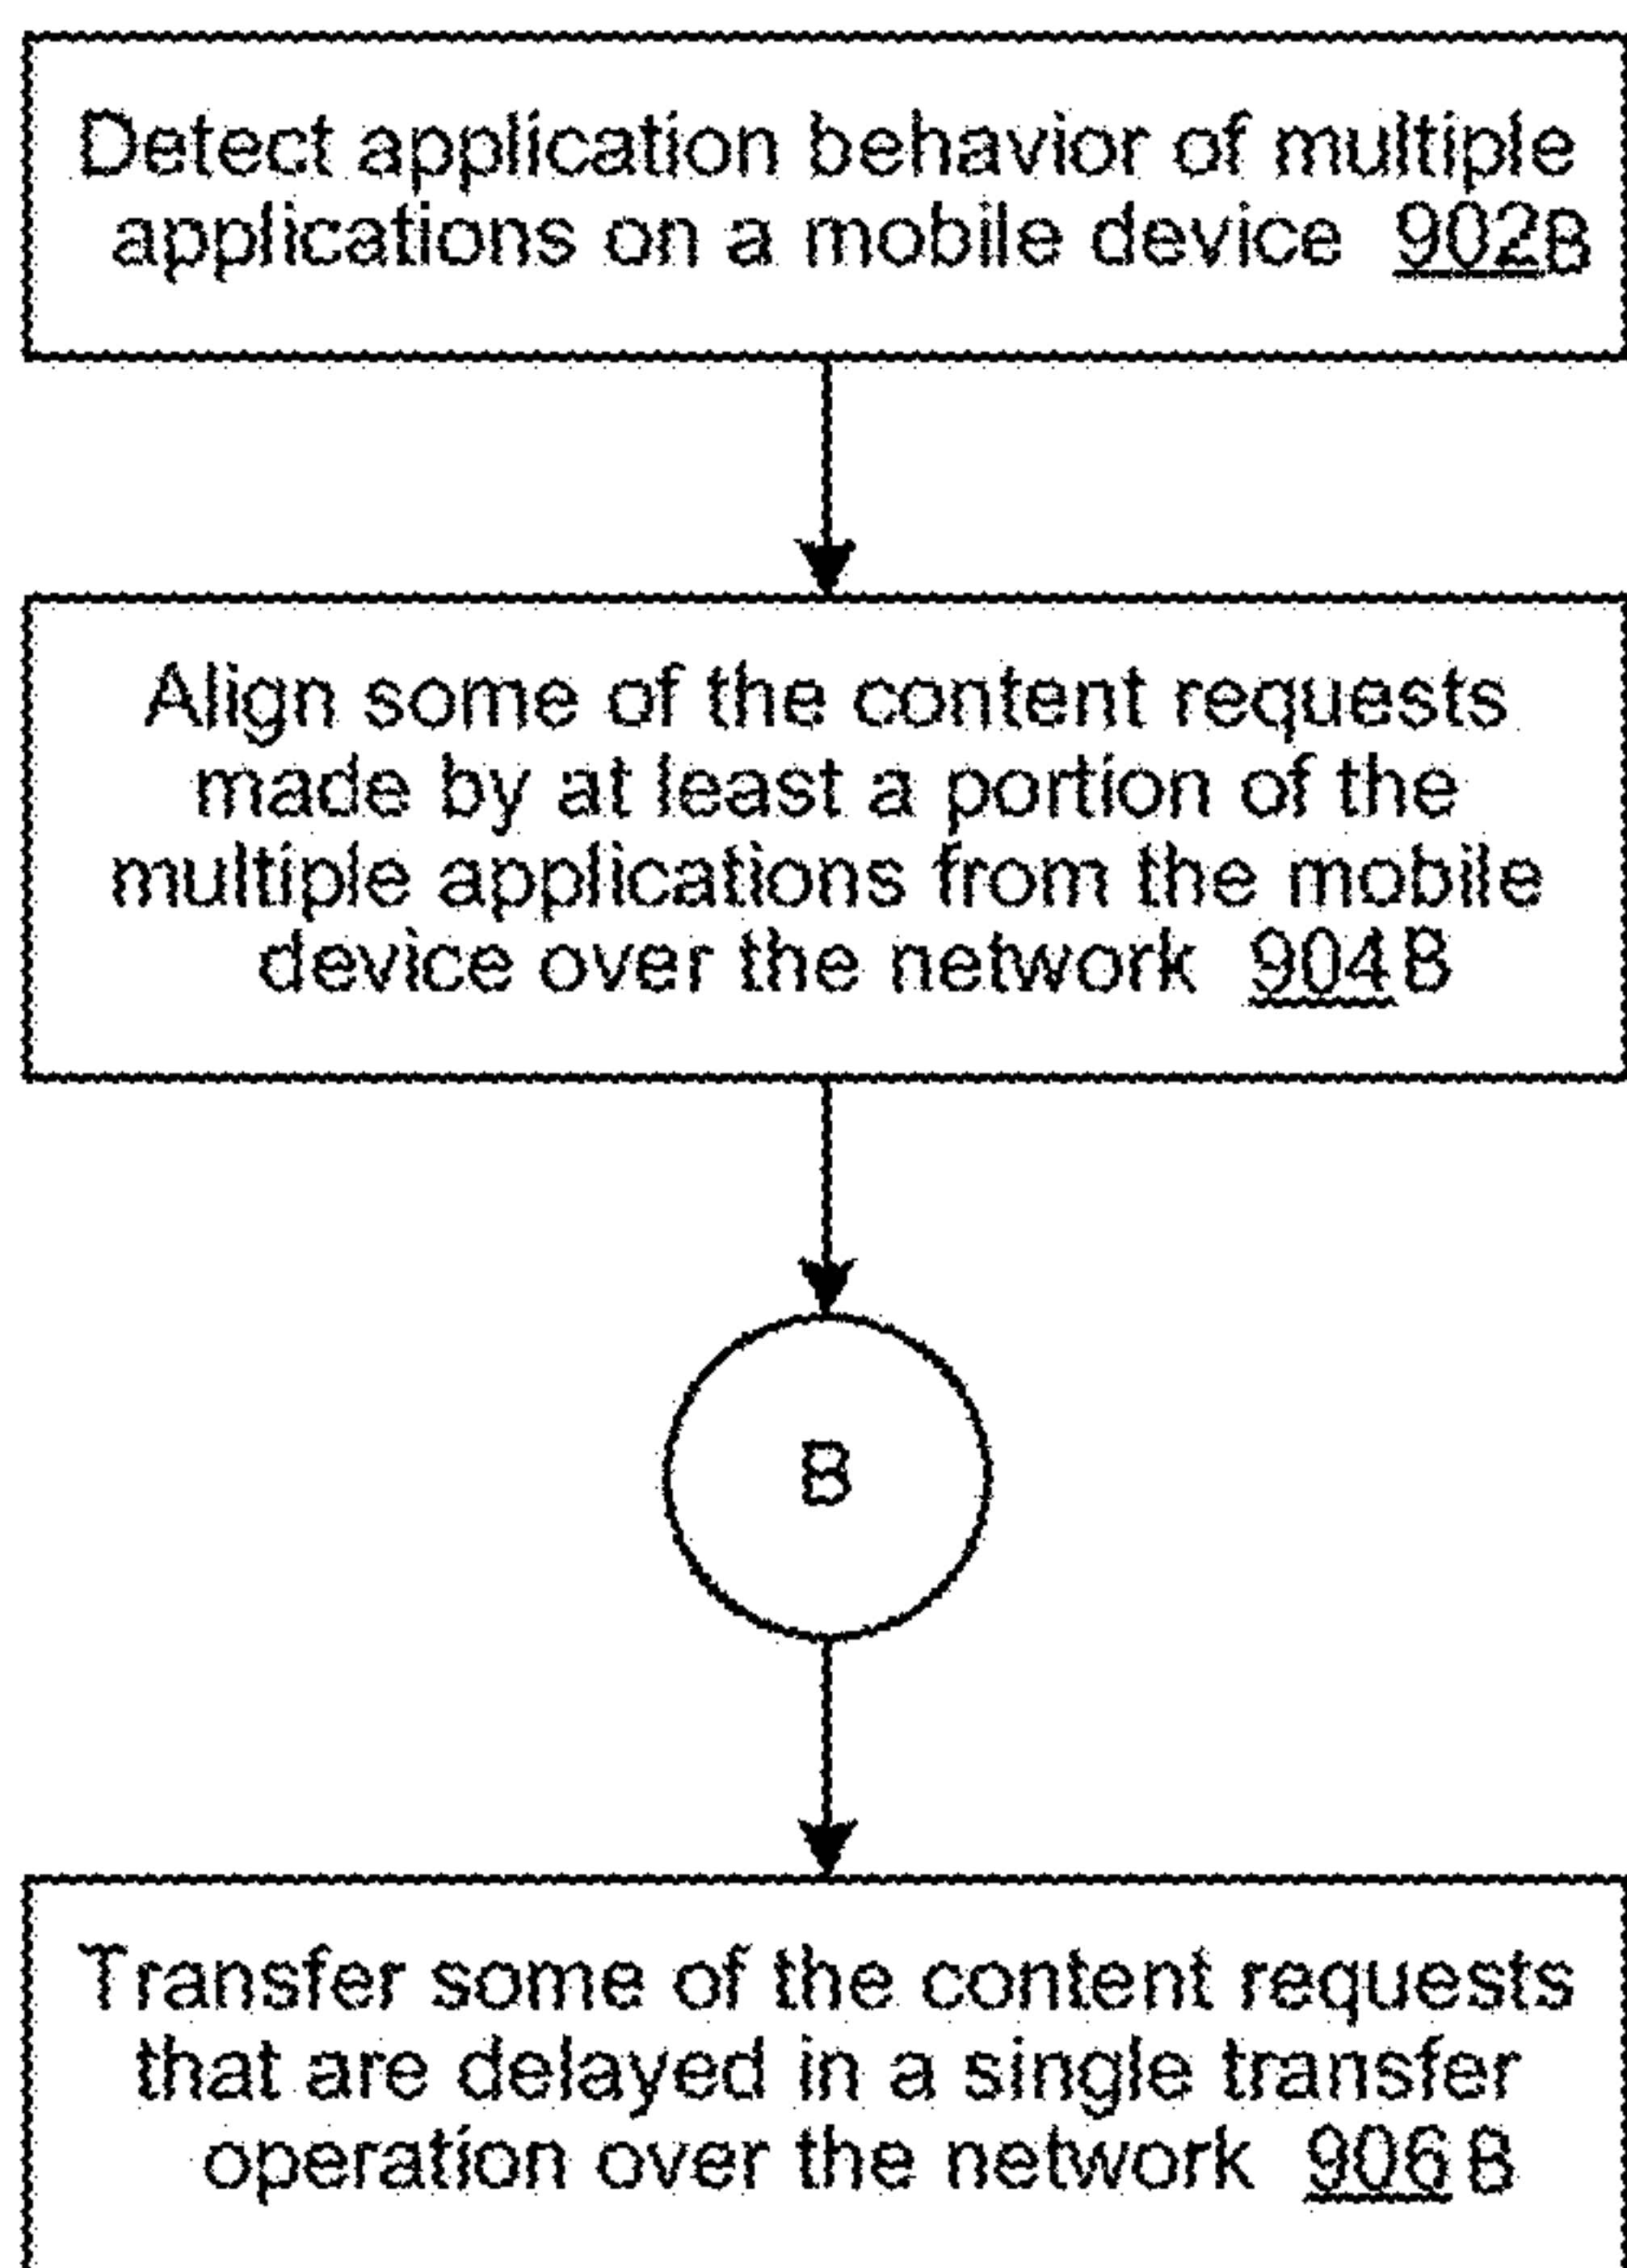 Detect application behavior of multiple
applications on a mobile device 902B
Align some of the content requests
made by at least a portion of the
multiple applications from the mobile
device over the network 904B
B
Transfer some of the content requests
that are delayed in a single transfer
operation over the network 906B